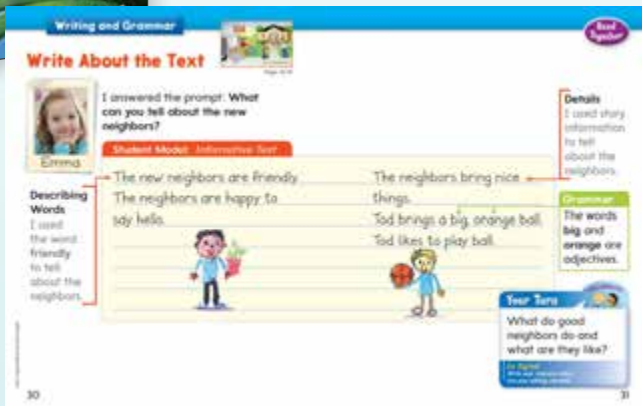 Writing and Grammar
Read
Together
Write About the Text
I answered the prompt: What
can you tell about the new
neighbors?
Emma
Student Model: Informative Text
Describing
Words
I used
the word
friendly
to tell
about the
neighbors.
The new neighbors are friendly.
The neighbors are happy to
say hello.
The neighbors bring nice
things.
Tod brings a big, orange ball.
Tod likes to play ball.
Details
I used story
information
to tell
about the
neighbors.
Grammar
The words
big and
orange are
adjectives.
Your Turn
What do good
neighbors do and
what are they like?
30
31